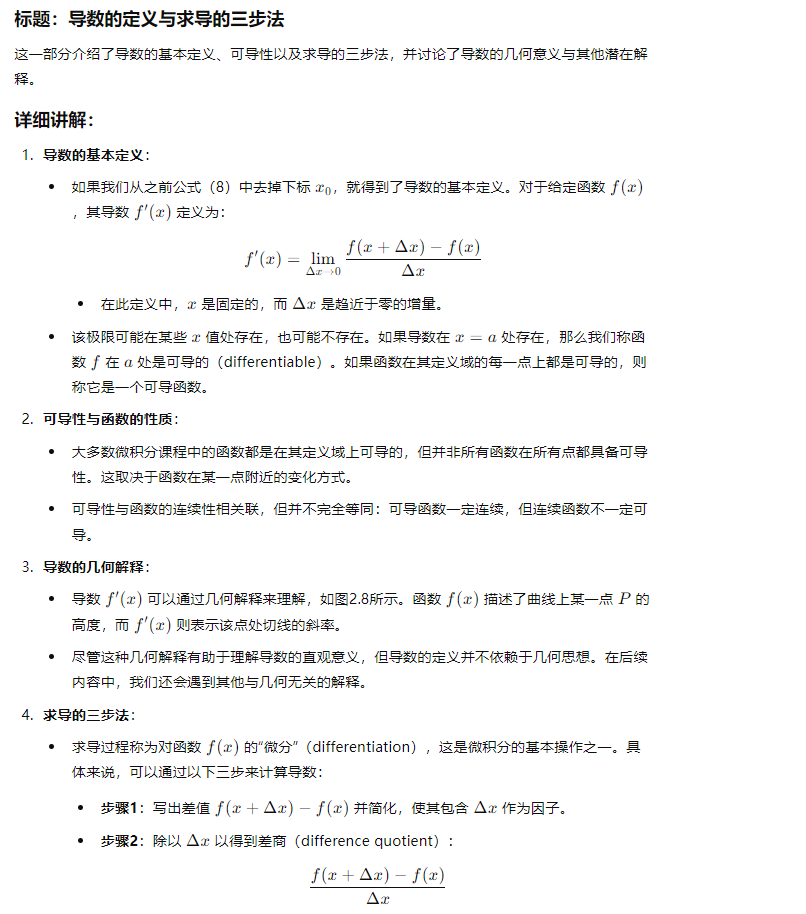 标题：导数的定义与求导的三步法
这一部分介绍了导数的基本定义、可导性以及求导的三步法，并讨论了导数的几何意义与其他潜在解
释。
详细讲解：
1. 导数的基本定义：
• 如果我们从之前公式（8）中去掉下标 x₀，就得到了导数的基本定义。对于给定函数 f(x)
，其导数 f′(x) 定义为：
f′(x) = lim_{Δx→0} \frac{f(x + Δx) − f(x)}{Δx}
• 在此定义中，x 是固定的，而 Δx 是趋近于零的增量。
• 该极限可能在某些 x 值处存在，也可能不存在。如果导数在 x = a 处存在，那么我们称函
数 f 在 a 处是可导的（differentiable）。如果函数在其定义域的每一点上都是可导的，则
称它是一个可导函数。
2. 可导性与函数的性质：
• 大多数微积分课程中的函数都是在其定义域上可导的，但并非所有函数在所有点都具备可导
性。这取决于函数在某一点附近的变化方式。
• 可导性与函数的连续性相关联，但并不完全等同：可导函数一定连续，但连续函数不一定可
导。
3. 导数的几何解释：
• 导数 f′(x) 可以通过几何解释来理解，如图2.8所示。函数 f(x) 描述了曲线上某一点 P 的
高度，而 f′(x) 则表示该点处切线的斜率。
• 尽管这种几何解释有助于理解导数的直观意义，但导数的定义并不依赖于几何思想。在后续
内容中，我们还会遇到其他与几何无关的解释。
4. 求导的三步法：
• 求导过程称为对函数 f(x) 的“微分”（differentiation），这是微积分的基本操作之一。具
体来说，可以通过以下三步来计算导数：
• 步骤1：写出差值 f(x + Δx) − f(x) 并简化，使其包含 Δx 作为因子。
• 步骤2：除以 Δx 以得到差商（difference quotient）：
\frac{f(x + Δx) − f(x)}{Δx}